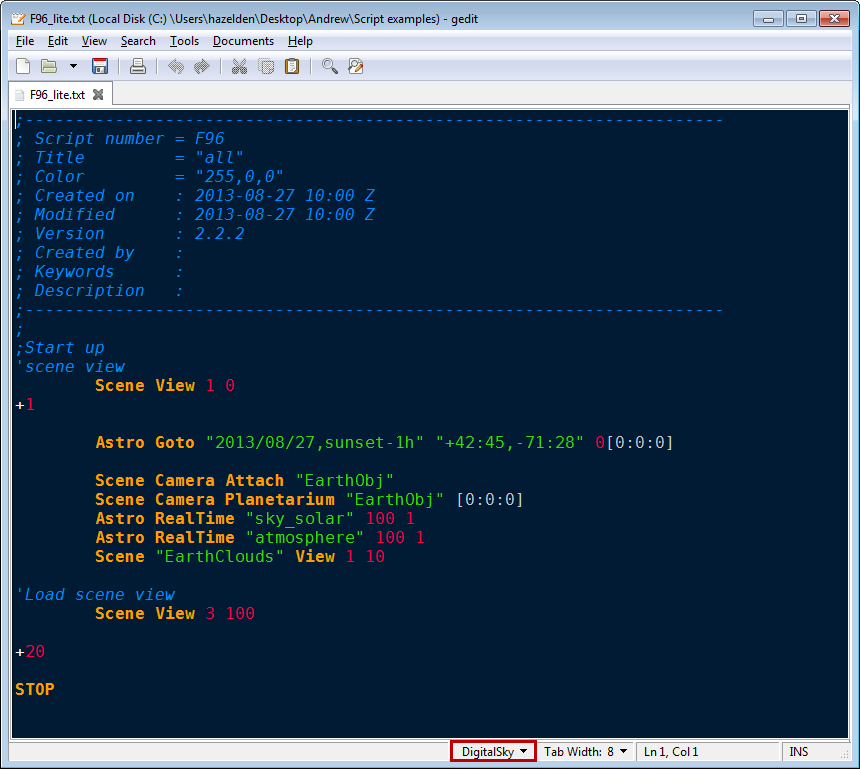 F96_lite.txt (Local Disk (C:) \Users\hazelden\Desktop\Andrew\Script examples) - gedit
File Edit View Search Tools Documents Help
F96_lite.txt
;----------------------------------------------------------------------
; Script number = F96
; Title         = "all"
; Color         = "255,0,0"
; Created on    : 2013-08-27 10:00 Z
; Modified      : 2013-08-27 10:00 Z
; Version       : 2.2.2
; Created by    :
; Keywords      :
; Description   :
;----------------------------------------------------------------------
;
;Start up
'scene view
        Scene View 1 0
+1
        Astro Goto "2013/08/27,sunset-1h" "+42:45,-71:28" 0[0:0:0]
        Scene Camera Attach "EarthObj"
        Scene Camera Planetarium "EarthObj" [0:0:0]
        Astro RealTime "sky_solar" 100 1
        Astro RealTime "atmosphere" 100 1
        Scene "EarthClouds" View 1 10
'Load scene view
        Scene View 3 100
+20
STOP
DigitalSky Tab Width: 8 Ln 1, Col 1 INS